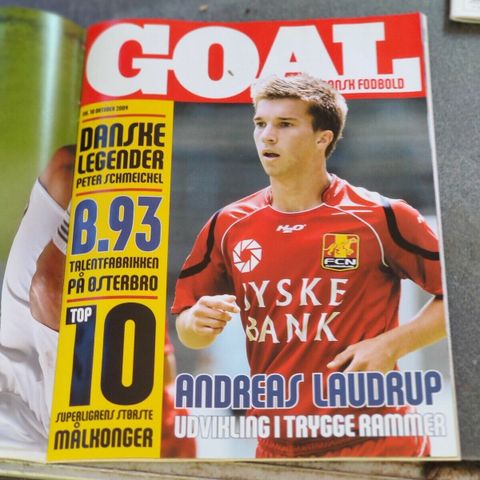 GOAL
DANSK FODBOLD
NR. 10 OKTOBER 2009
DANSKE
LEGENDER
PETER SCHMEICHEL
B.93
TALENTFABRIKKEN
PÅ ØSTERBRO
TOP
10
SUPERLIGAENS STØRSTE
MÅLKONGER
H2O
FCN
JYSKE
BANK
ANDREAS LAUDRUP
UDVIKLING I TRYGGE RAMMER